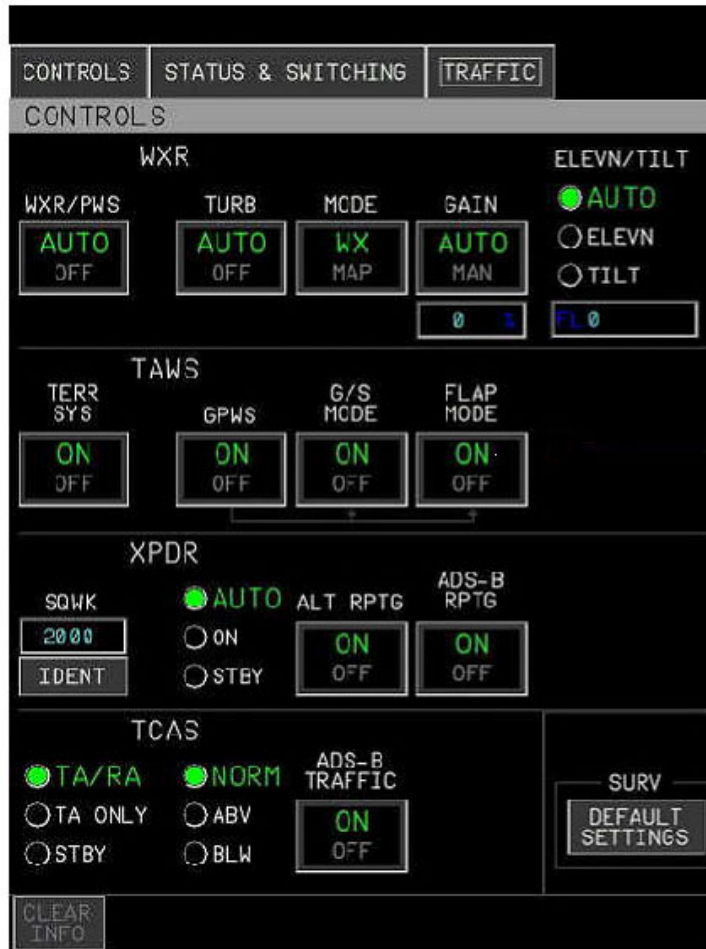 CONTROLS STATUS & SWITCHING TRAFFIC
CONTROLS
WXR
ELEVN/TILT
WXR/PWS TURB MODE GAIN
AUTO
AUTO AUTO WX AUTO
OFF OFF MAP MAN
ELEVN
TILT
0 %
FL 0
TAWS
TERR G/S FLAP
SYS GPWS MODE MODE
ON ON ON ON
OFF OFF OFF OFF
XPDR
ADS-B
SQWK AUTO ALT RPTG RPTG
2000 ON ON ON
IDENT STBY OFF OFF
TCAS
ADS-B
TA/RA NORM TRAFFIC SURV
TA ONLY ABV ON DEFAULT
STBY BLW OFF SETTINGS
CLEAR
INFO